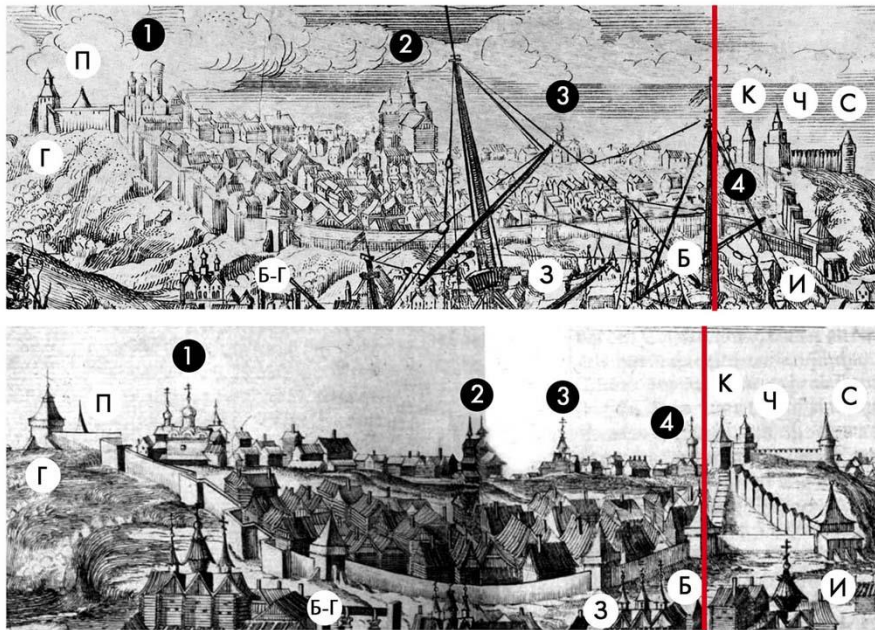 П 1 2 3 К Ч С
Г 4
Б-Г З Б И
1 2 3 К Ч С
П 4
Г
Б-Г З Б И